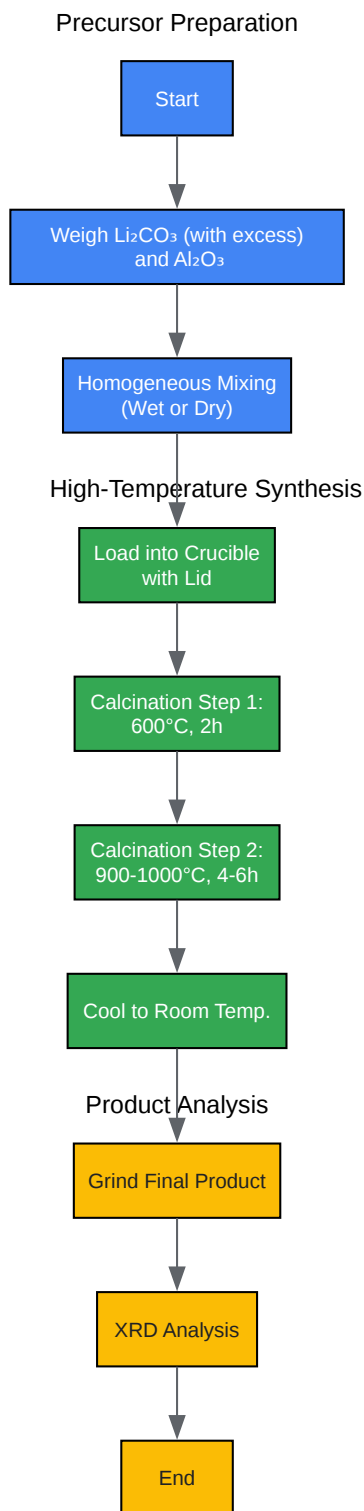 Precursor Preparation
Start
Weigh Li₂CO₃ (with excess)
and Al₂O₃
Homogeneous Mixing
(Wet or Dry)
High-Temperature Synthesis
Load into Crucible
with Lid
Calcination Step 1:
600°C, 2h
Calcination Step 2:
900-1000°C, 4-6h
Cool to Room Temp.
Product Analysis
Grind Final Product
XRD Analysis
End